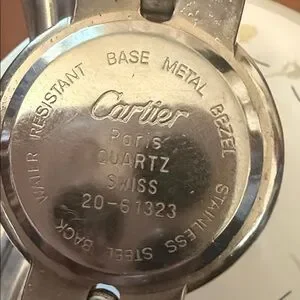 WATER RESISTANT BASE METAL BEZEL STAINLESS STEEL BACK
Cartier
Paris
QUARTZ
SWISS
20-61323